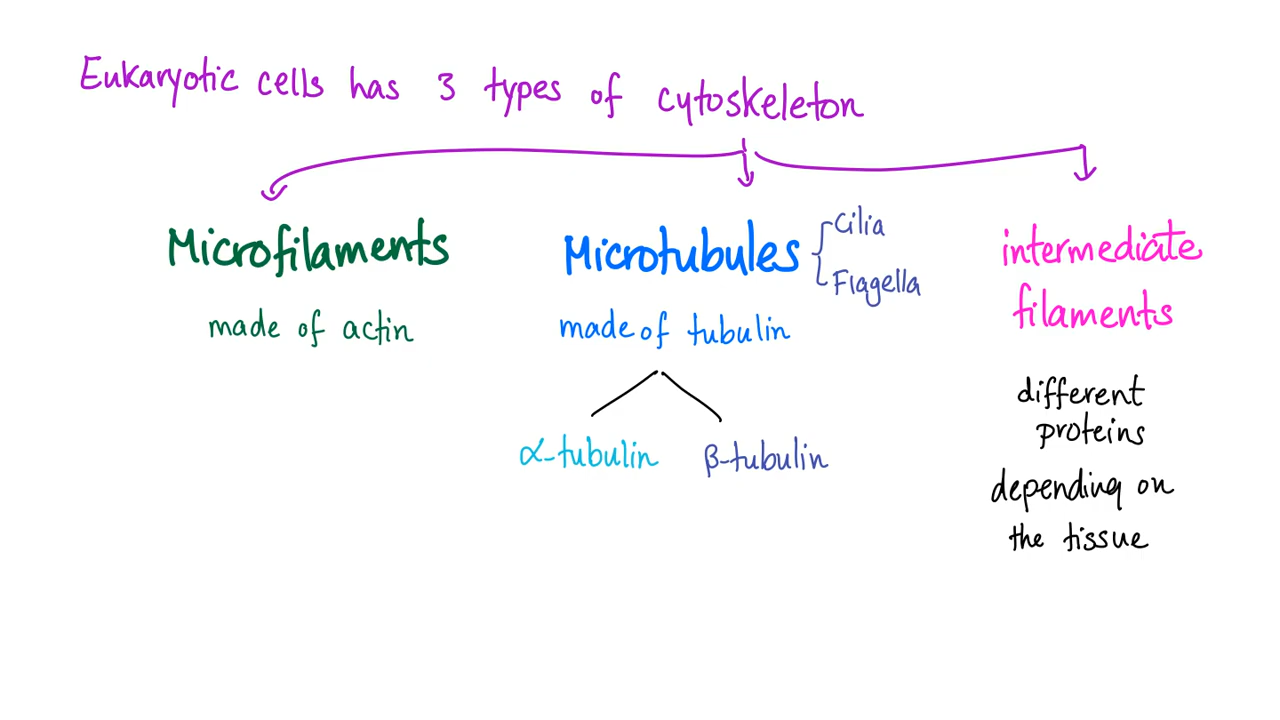 Eukaryotic cells has 3 types of cytoskeleton
Microfilaments
made of actin
Microtubules
Cilia
Flagella
made of tubulin
α-tubulin
β-tubulin
intermediate
filaments
different
proteins
depending on
the tissue